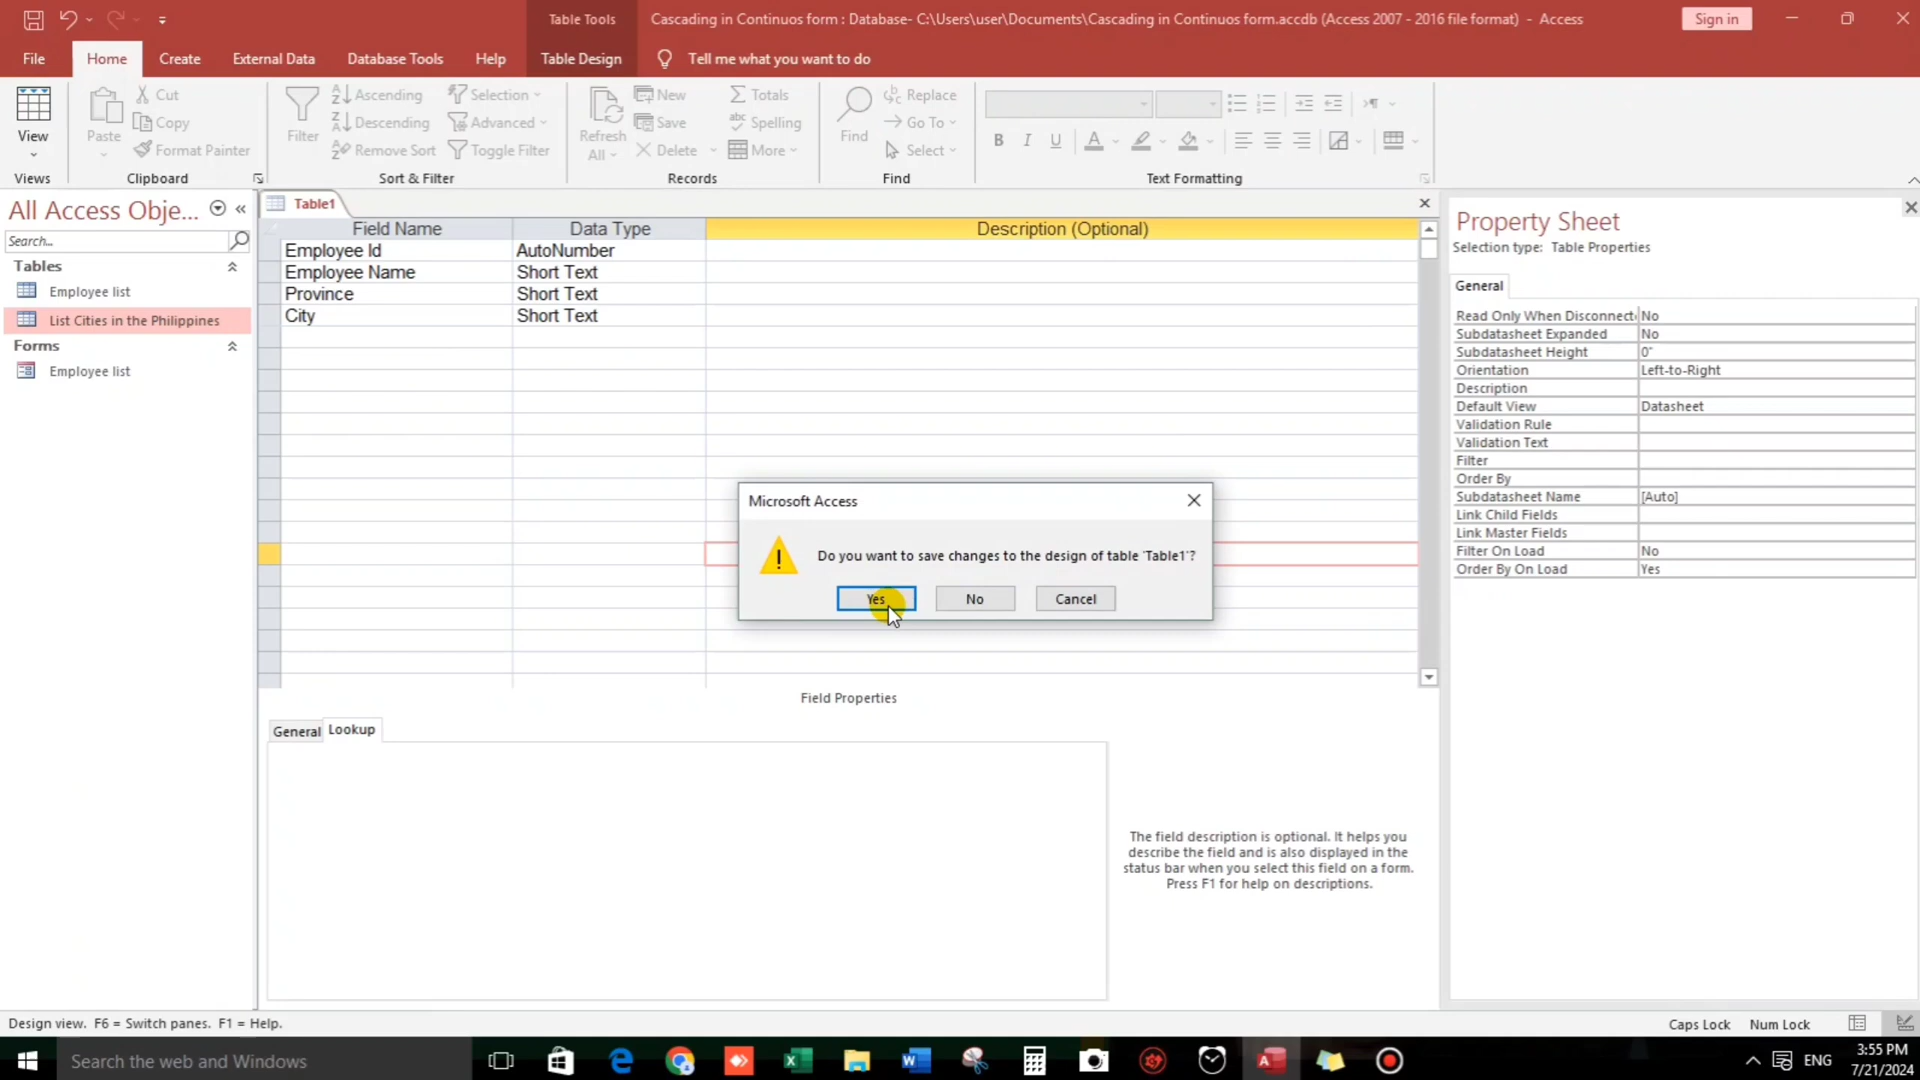 Table Tools
Cascading in Continuos form : Database- C:\Users\user\Documents\Cascading in Continuos form.accdb (Access 2007 - 2016 file format) - Access
Sign in
File
Home
Create
External Data
Database Tools
Help
Table Design
Tell me what you want to do
View
Paste
Cut
Copy
Format Painter
Filter
Ascending
Descending
Remove Sort
Selection
Advanced
Toggle Filter
Refresh
All
New
Save
Delete
Totals
Spelling
More
Find
Replace
Go To
Select
B I U
Views
Clipboard
Sort & Filter
Records
Find
Text Formatting
All Access Obje...
Search...
Tables
Employee list
List Cities in the Philippines
Forms
Employee list
Table1
Field Name Data Type Description (Optional)
Employee Id AutoNumber
Employee Name Short Text
Province Short Text
City Short Text
Microsoft Access
Do you want to save changes to the design of table 'Table1'?
Yes No Cancel
Field Properties
General Lookup
The field description is optional. It helps you
describe the field and is also displayed in the
status bar when you select this field on a form.
Press F1 for help on descriptions.
Property Sheet
Selection type: Table Properties
General
Read Only When Disconnect No
Subdatasheet Expanded No
Subdatasheet Height 0"
Orientation Left-to-Right
Description
Default View Datasheet
Validation Rule
Validation Text
Filter
Order By
Subdatasheet Name [Auto]
Link Child Fields
Link Master Fields
Filter On Load No
Order By On Load Yes
Design view. F6 = Switch panes. F1 = Help.
Caps Lock Num Lock
Search the web and Windows
ENG
3:55 PM
7/21/2024